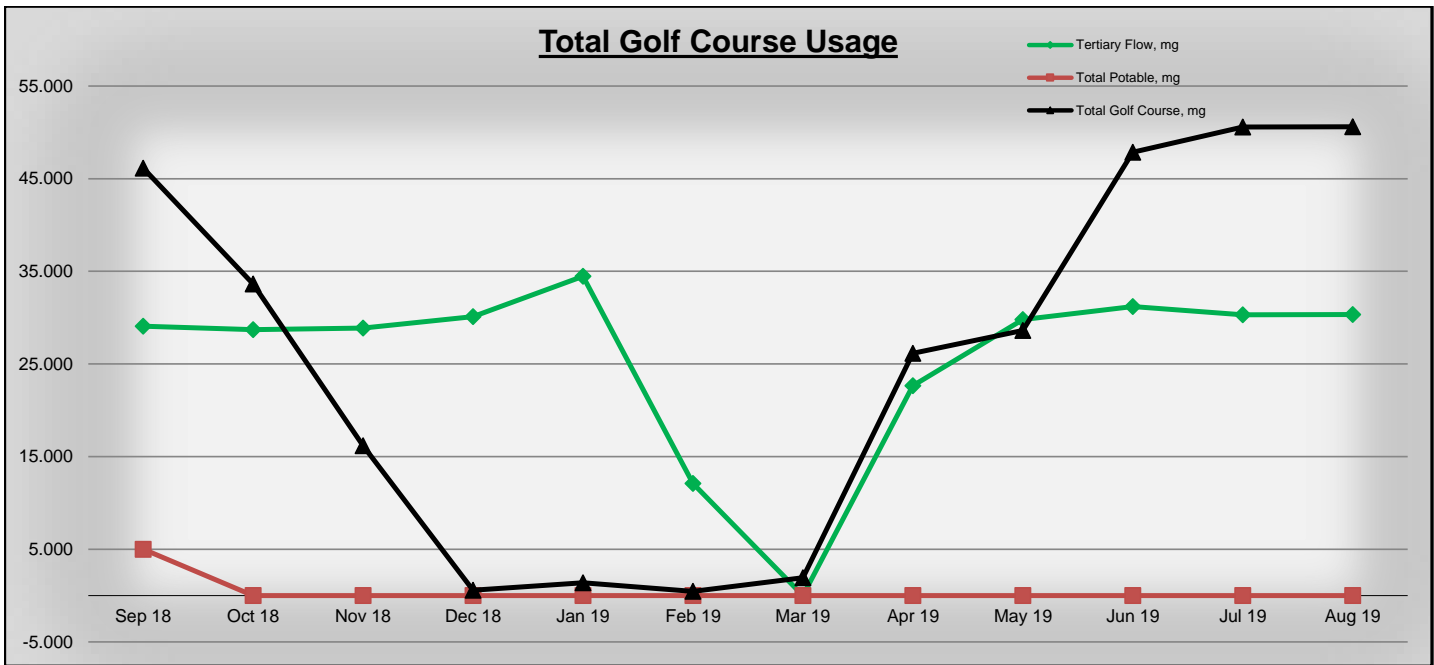 Total Golf Course Usage
Tertiary Flow, mg
Total Potable, mg
Total Golf Course, mg
55.000
45.000
35.000
25.000
15.000
5.000
-5.000
Sep 18 Oct 18 Nov 18 Dec 18 Jan 19 Feb 19 Mar 19 Apr 19 May 19 Jun 19 Jul 19 Aug 19